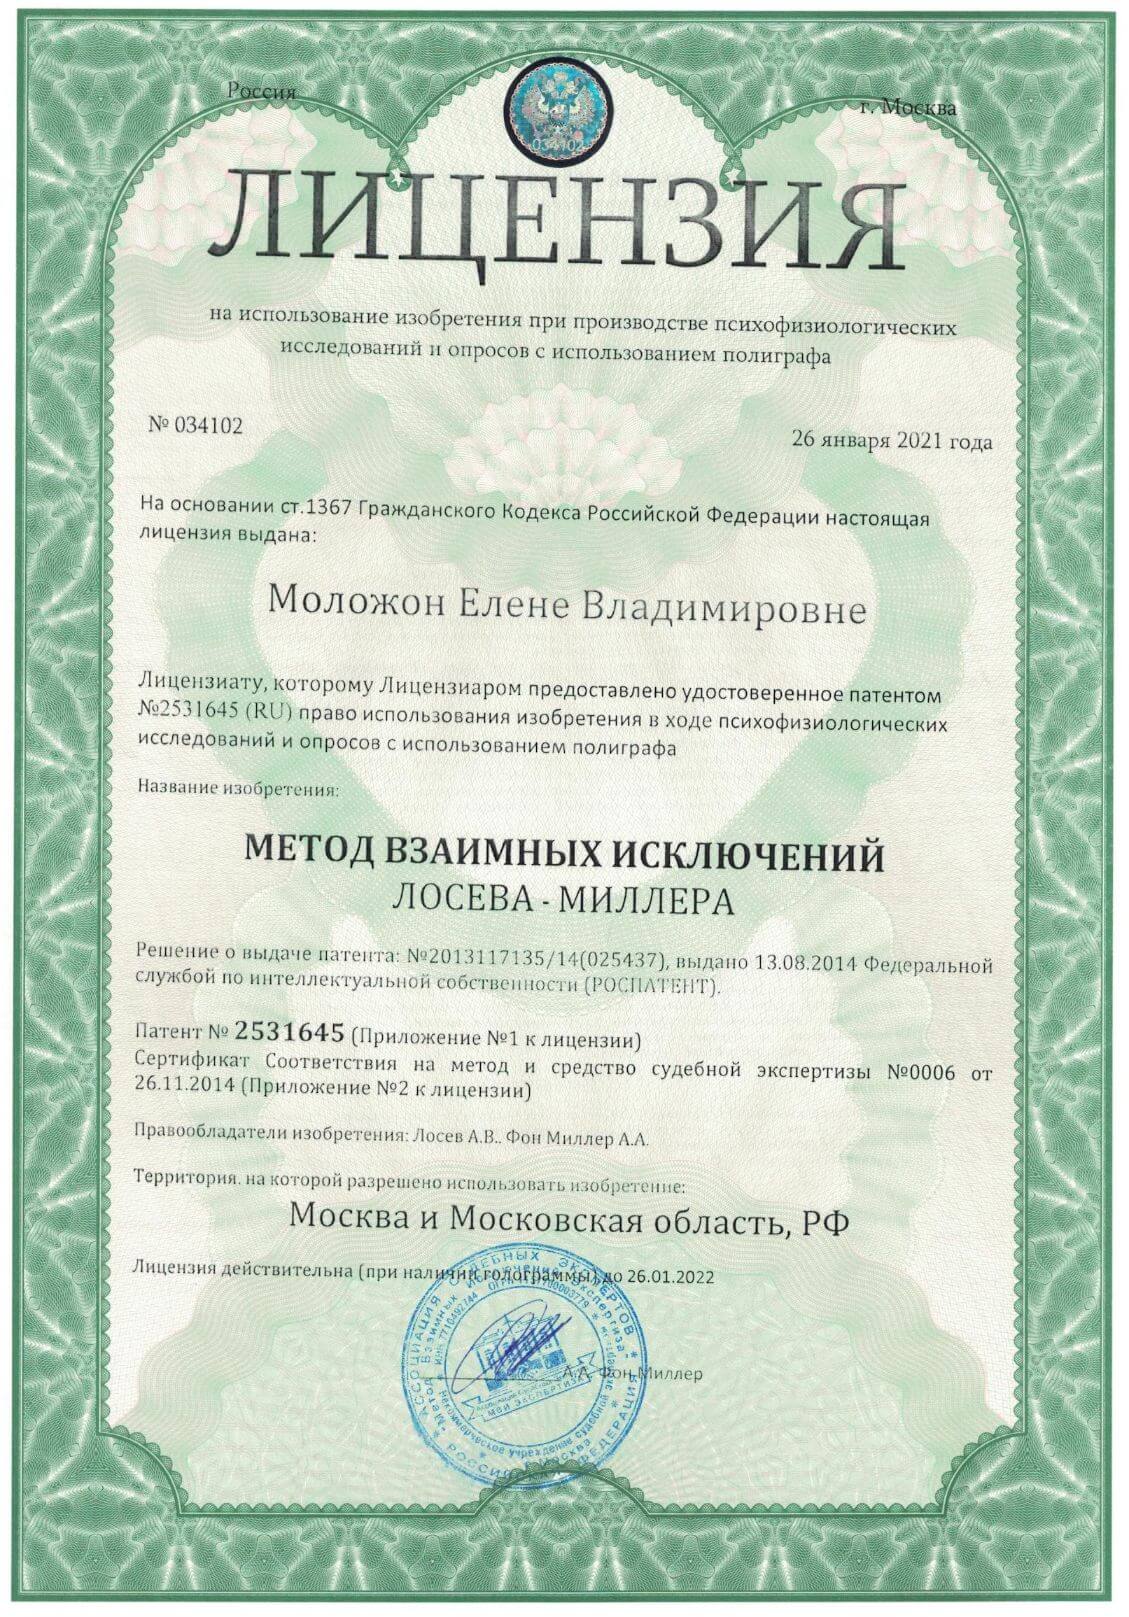 Россия
г. Москва
034102
ЛИЦЕНЗИЯ
на использование изобретения при производстве психофизиологических
исследований и опросов с использованием полиграфа
№ 034102
26 января 2021 года
На основании ст.1367 Гражданского Кодекса Российской Федерации настоящая
лицензия выдана:
Моложон Елене Владимировне
Лицензиату, которому Лицензиаром предоставлено удостоверенное патентом
№2531645 (RU) право использования изобретения в ходе психофизиологических
исследований и опросов с использованием полиграфа
Название изобретения:
МЕТОД ВЗАИМНЫХ ИСКЛЮЧЕНИЙ
ЛОСЕВА - МИЛЛЕРА
Решение о выдаче патента: №2013117135/14(025437), выдано 13.08.2014 Федеральной
службой по интеллектуальной собственности (РОСПАТЕНТ).
Патент № 2531645 (Приложение №1 к лицензии)
Сертификат Соответствия на метод и средство судебной экспертизы №0006 от
26.11.2014 (Приложение №2 к лицензии)
Правообладатели изобретения: Лосев А.В., Фон Миллер А.А.
Территория, на которой разрешено использовать изобретение:
Москва и Московская область, РФ
Лицензия действительна (при наличии голограммы) до 26.01.2022
А.А. Фон Миллер
АССОЦИАЦИЯ СУДЕБНЫХ ЭКСПЕРТОВ
РОССИЙСКАЯ ФЕДЕРАЦИЯ
МОЯ ЭКСПЕРТИЗА